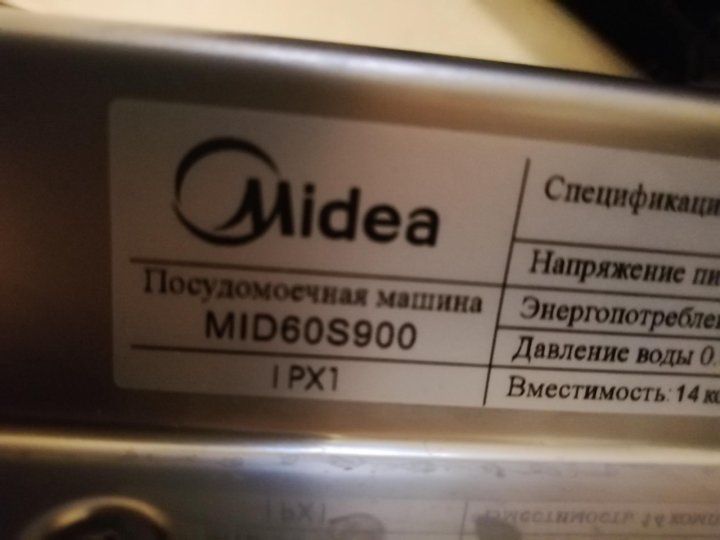 Midea
Посудомоечная машина
MID60S900
IPX1
Спецификаци
Напряжение пи
Энергопотребле
Давление воды 0.
Вместимость: 14 ко